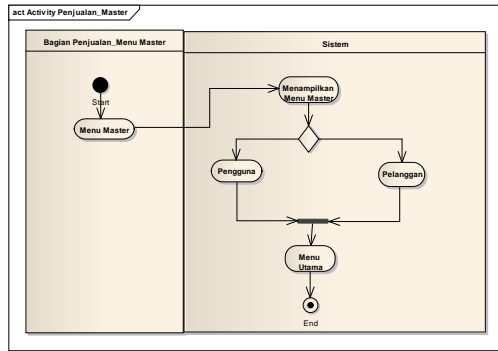 act Activity Penjualan_Master
Bagian Penjualan_Menu Master
Sistem
Start
Menu Master
Menampilkan
Menu Master
Pengguna
Pelanggan
Menu
Utama
End